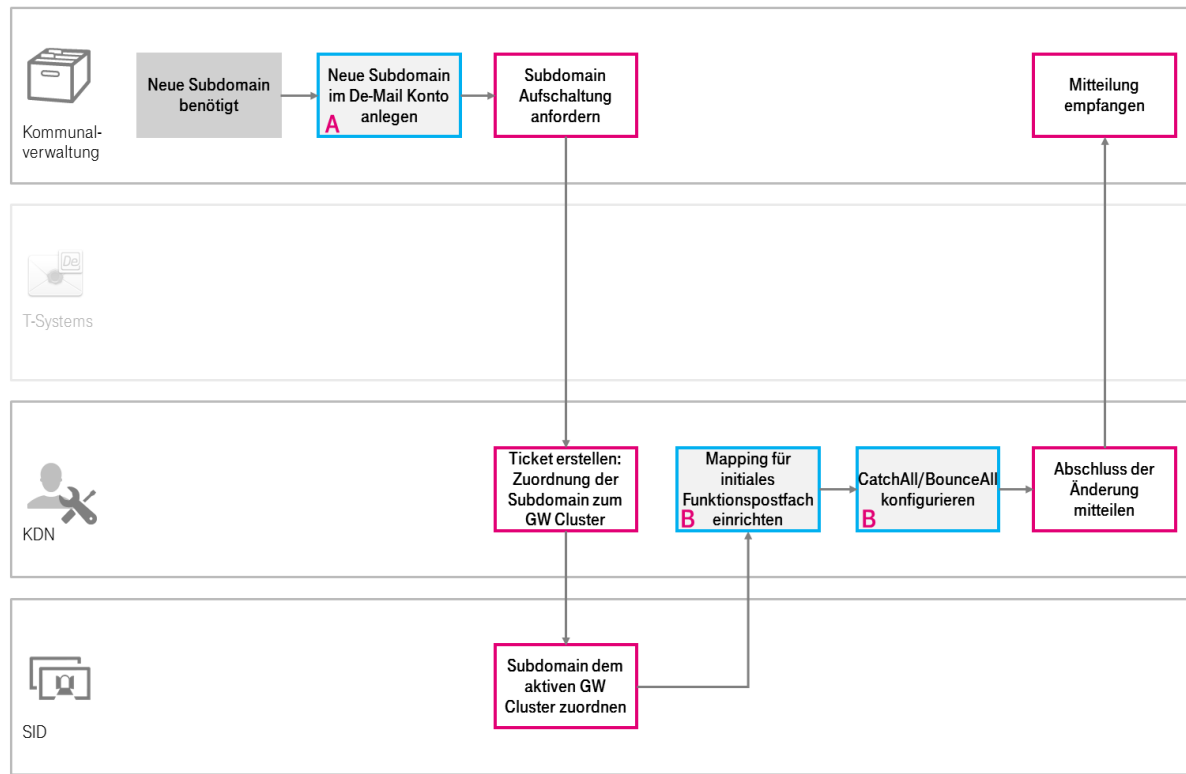 Neue Subdomain
benötigt
Neue Subdomain
im De-Mail Konto
anlegen
A
Subdomain
Aufschaltung
anfordern
Mitteilung
empfangen
Kommunal-
verwaltung
De
T-Systems
Ticket erstellen:
Zuordnung der
Subdomain zum
GW Cluster
Mapping für
initiales
Funktionspostfach
einrichten
B
CatchAll/BounceAll
konfigurieren
B
Abschluss der
Änderung
mitteilen
KDN
Subdomain dem
aktiven GW
Cluster zuordnen
SID